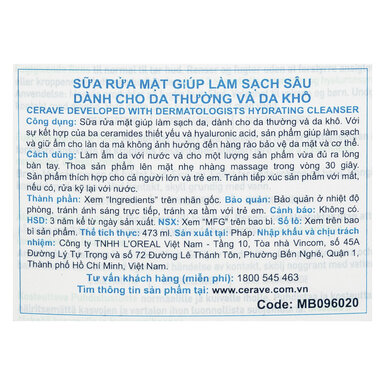 SỮA RỬA MẶT GIÚP LÀM SẠCH SÂU
DÀNH CHO DA THƯỜNG VÀ DA KHÔ
CERAVE DEVELOPED WITH DERMATOLOGISTS HYDRATING CLEANSER
Công dụng: Sữa rửa mặt giúp làm sạch da, dành cho da thường và da khô. Với
sự kết hợp của ba ceramides thiết yếu và hyaluronic acid, sản phẩm giúp làm sạch
và giữ ẩm cho làn da mà không ảnh hưởng đến hàng rào bảo vệ da mặt và cơ thể.
Cách dùng: Làm ẩm da với nước và cho một lượng sản phẩm vừa đủ ra lòng
bàn tay. Thoa sản phẩm lên mặt nhẹ nhàng massage trong vòng 30 giây.
Sản phẩm thích hợp cho cả người lớn và trẻ em. Tránh tiếp xúc sản phẩm với mắt,
nếu có, rửa kỹ lại với nước.
Thành phần: Xem “Ingredients” trên nhãn gốc. Bảo quản: Bảo quản ở nhiệt độ
phòng, tránh ánh sáng trực tiếp, tránh xa tầm tay trẻ em. Cảnh báo: Không có.
HSD: 3 năm kể từ ngày sản xuất. NSX: Xem “MFG” trên bao bì. Số lô: Xem trên bao
bì sản phẩm. Thể tích thực: 473 ml. Sản xuất tại: Pháp. Nhập khẩu và chịu trách
nhiệm: Công ty TNHH L'OREAL Việt Nam - Tầng 10, Tòa nhà Vincom, số 45A
Đường Lý Tự Trọng và số 72 Đường Lê Thánh Tôn, Phường Bến Nghé, Quận 1,
Thành phố Hồ Chí Minh, Việt Nam.
Tư vấn khách hàng (miễn phí): 1800 545 463
Tìm thông tin sản phẩm tại: www.cerave.com.vn
Code: MB096020